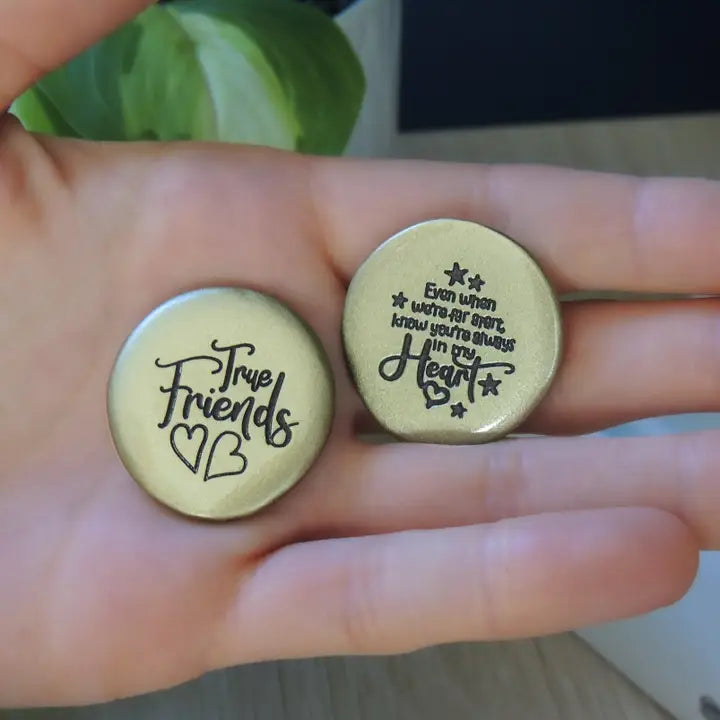 True
Friends
Even when
we're far apart,
know you're always
in my
Heart